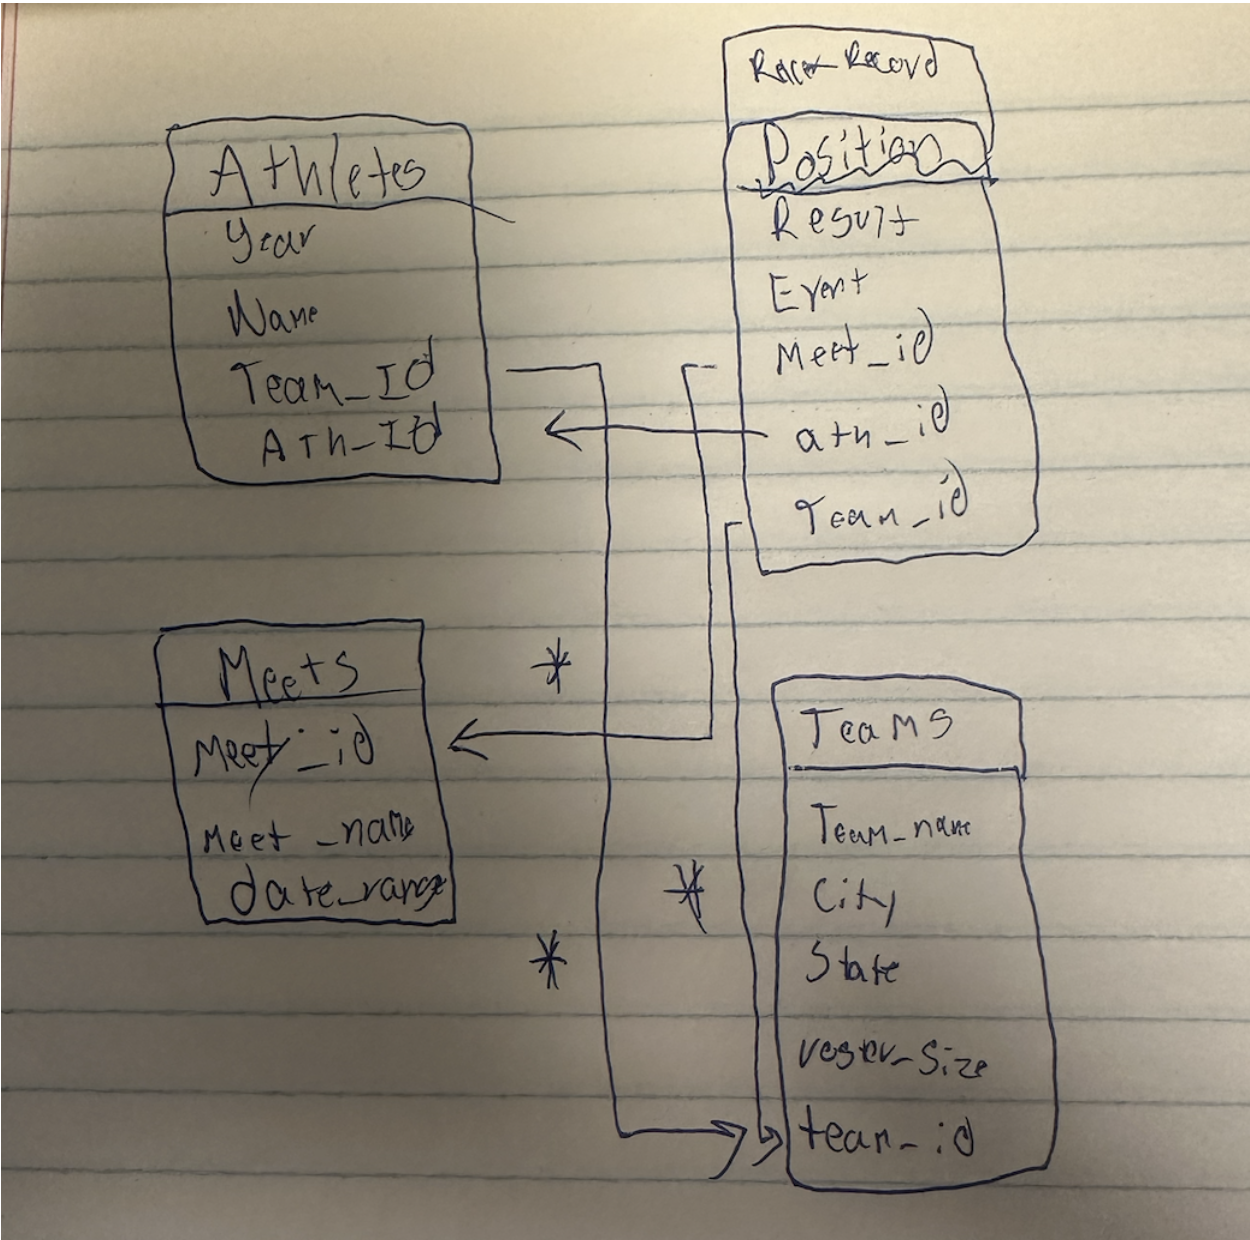 Athletes
Year
Name
Team_Id
Ath_Id
Record
Position
Result
Event
Meet_id
ath_id
Team_id
Meets
Meet_id
Meet_name
date_range
*
*
*
Teams
Team_name
City
State
roster_size
team_id